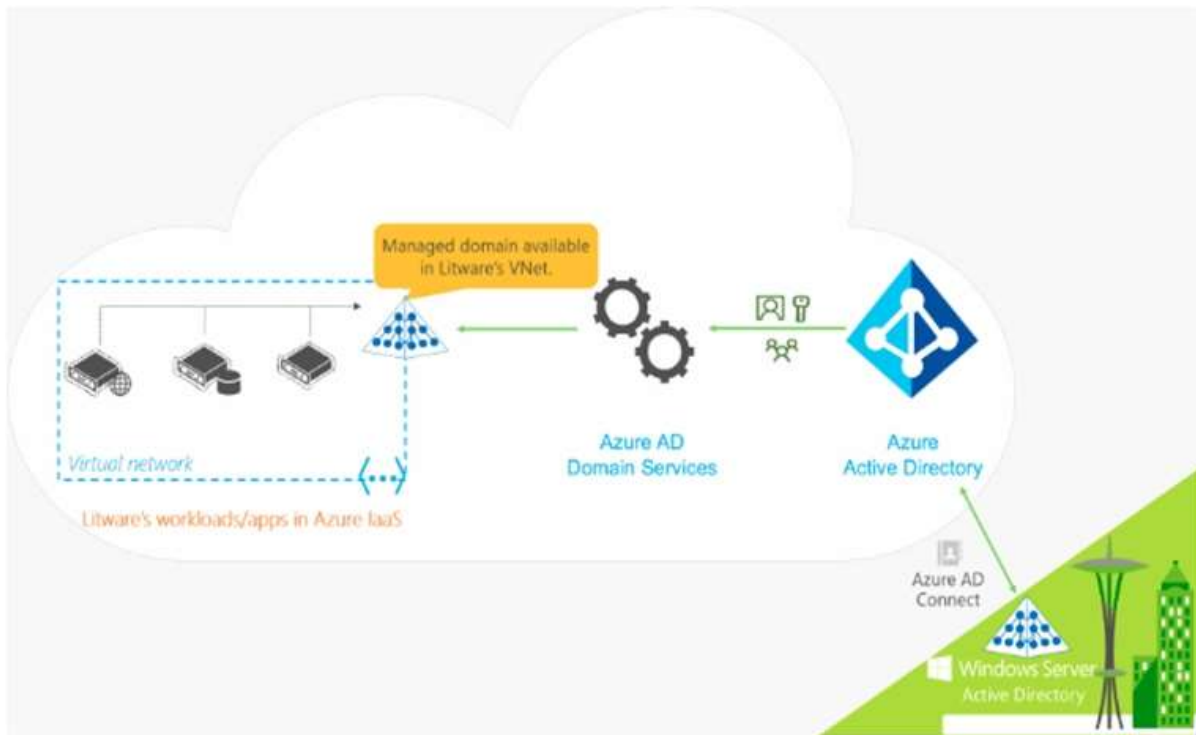 Managed domain available
in Litware's VNet.
Virtual network
Litware's workloads/apps in Azure IaaS
Azure AD
Domain Services
Azure
Active Directory
Azure AD
Connect
Windows Server
Active Directory